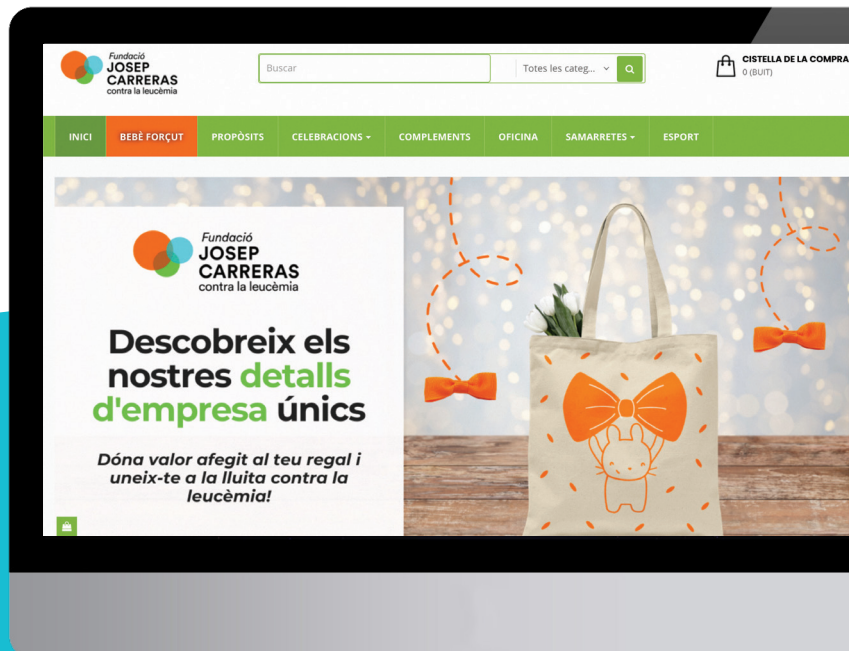 Fundació
JOSEP
CARRERAS
contra la leucèmia
Buscar
Totes les categ...
CISTELLA DE LA COMPRA
0 (BUIT)
INICI
BEBÈ FORÇUT
PROPÒSITS
CELEBRACIONS
COMPLEMENTS
OFICINA
SAMARRETES
ESPORT
Fundació
JOSEP
CARRERAS
contra la leucèmia
Descobreix els
nostres detalls
d'empresa únics
Dóna valor afegit al teu regal i
uneix-te a la lluita contra la
leucèmia!